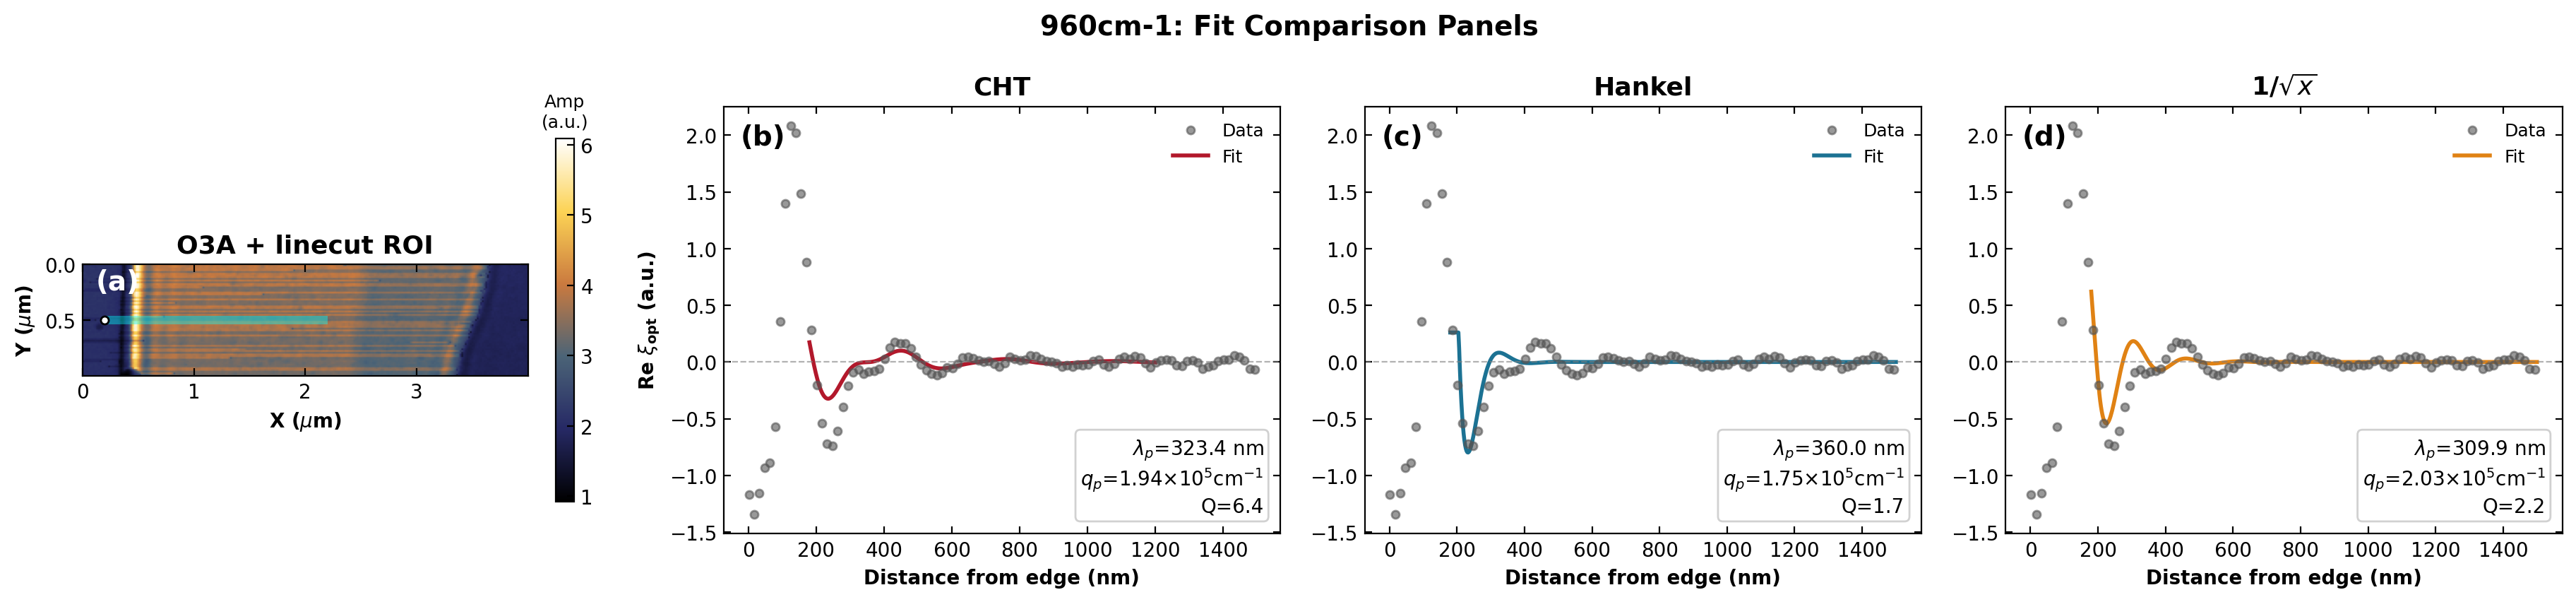 960cm-1: Fit Comparison Panels
O3A + linecut ROI
(a)
Amp
(a.u.)
6
5
4
3
2
1
0.0
0.5
Y (μm)
0
1
2
3
X (μm)
CHT
(b)
Data
Fit
2.0
1.5
1.0
0.5
0.0
−0.5
−1.0
−1.5
Re ξopt (a.u.)
λp=323.4 nm
qp=1.94×10⁵cm⁻¹
Q=6.4
0
200
400
600
800
1000
1200
1400
Distance from edge (nm)
Hankel
(c)
Data
Fit
2.0
1.5
1.0
0.5
0.0
−0.5
−1.0
−1.5
λp=360.0 nm
qp=1.75×10⁵cm⁻¹
Q=1.7
0
200
400
600
800
1000
1200
1400
Distance from edge (nm)
1/√x
(d)
Data
Fit
2.0
1.5
1.0
0.5
0.0
−0.5
−1.0
−1.5
λp=309.9 nm
qp=2.03×10⁵cm⁻¹
Q=2.2
0
200
400
600
800
1000
1200
1400
Distance from edge (nm)